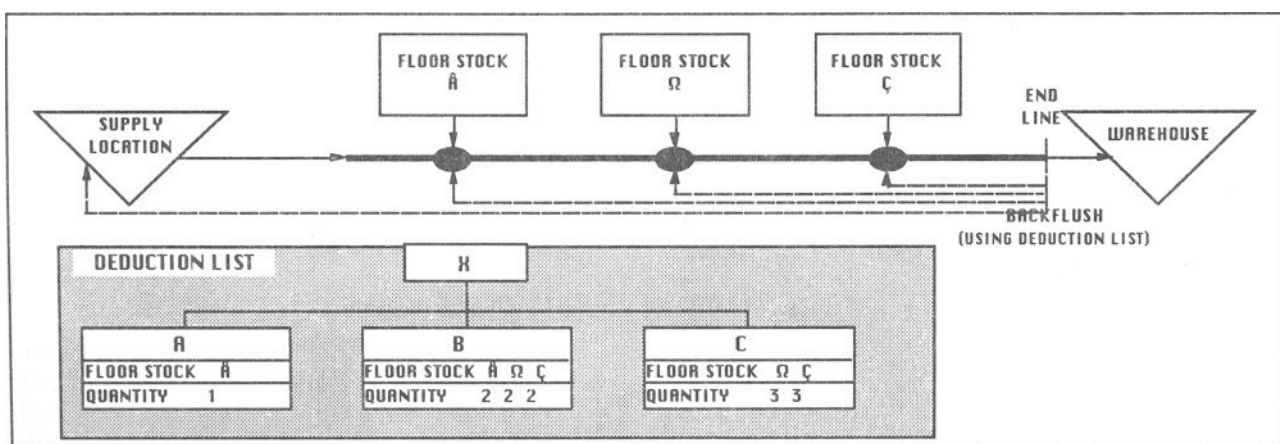 FLOOR STOCK
Â
FLOOR STOCK
Ω
FLOOR STOCK
Ç
END
LINE
SUPPLY
LOCATION
WAREHOUSE
BACKFLUSH
(USING DEDUCTION LIST)
DEDUCTION LIST
X
A
FLOOR STOCK Â
QUANTITY 1
B
FLOOR STOCK Â Ω Ç
QUANTITY 2 2 2
C
FLOOR STOCK Ω Ç
QUANTITY 3 3